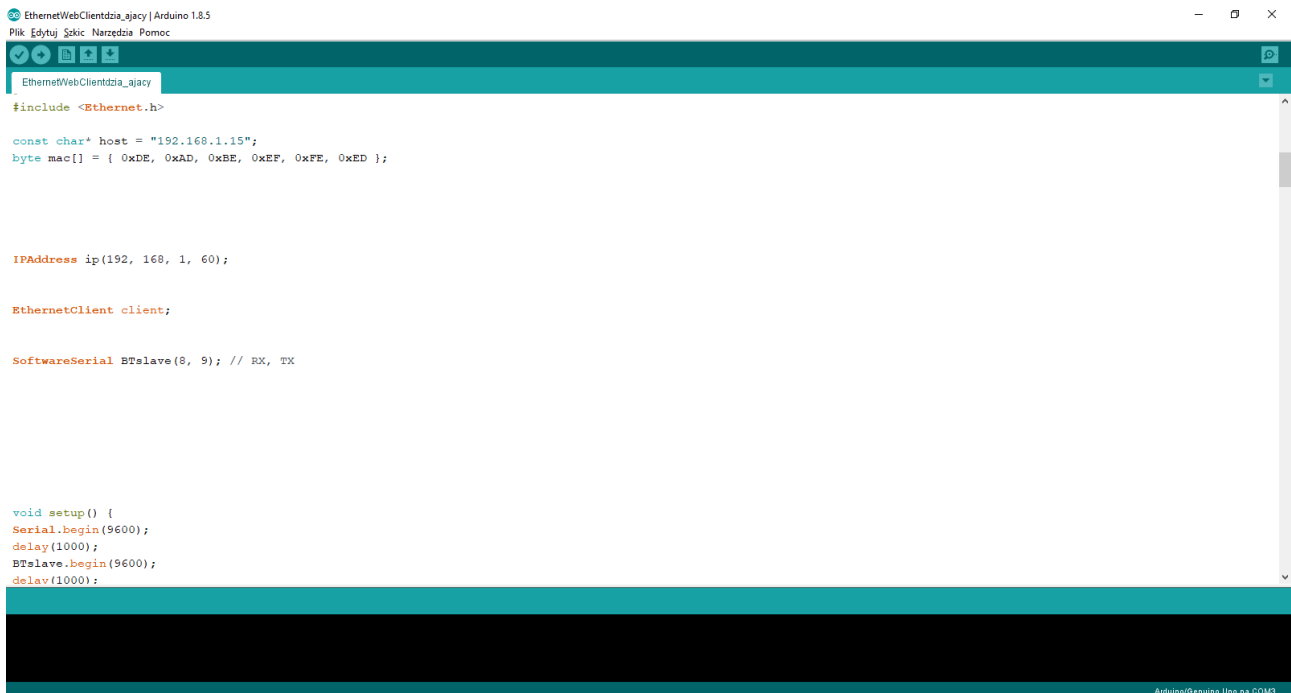 EthernetWebClientdzia_ajacy | Arduino 1.8.5
Plik Edytuj Szkic Narzędzia Pomoc
EthernetWebClientdzia_ajacy
#include <Ethernet.h>
const char* host = "192.168.1.15";
byte mac[] = { 0xDE, 0xAD, 0xBE, 0xEF, 0xFE, 0xED };
IPAddress ip(192, 168, 1, 60);
EthernetClient client;
SoftwareSerial BTslave(8, 9); // RX, TX
void setup() {
Serial.begin(9600);
delay(1000);
BTslave.begin(9600);
delay(1000);
Arduino/Genuino Uno na COM3